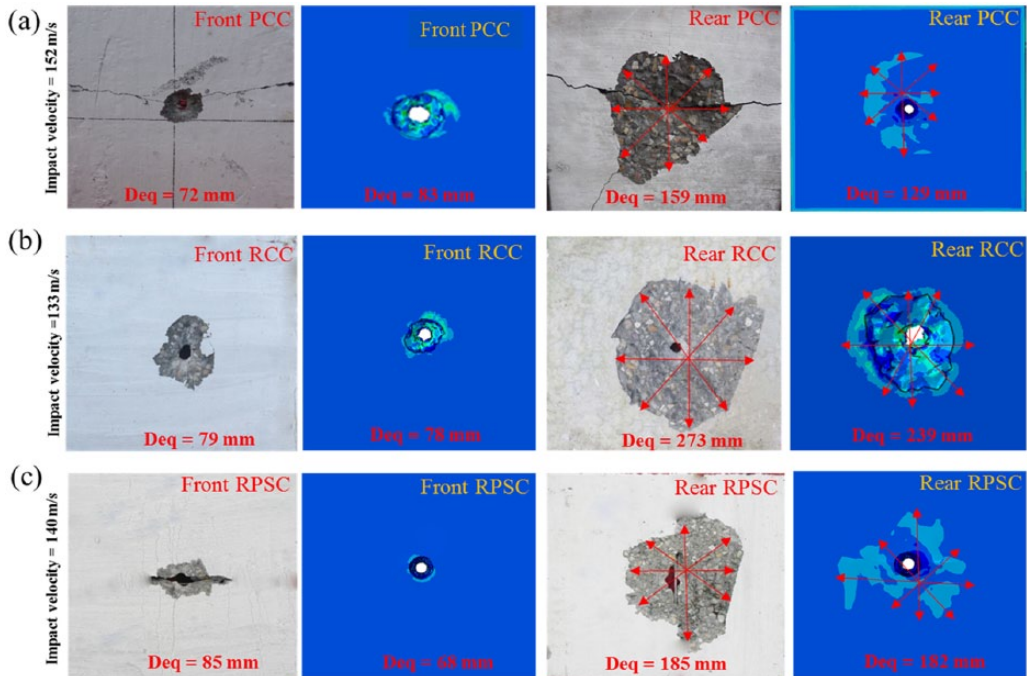 (a)
Impact velocity = 152 m/s
Front PCC
Deq = 72 mm
Front PCC
Deq = 83 mm
Rear PCC
Deq = 159 mm
Rear PCC
Deq = 129 mm
(b)
Impact velocity =133 m/s
Front RCC
Deq = 79 mm
Front RCC
Deq = 78 mm
Rear RCC
Deq = 273 mm
Rear RCC
Deq = 239 mm
(c)
Impact velocity = 140 m/s
Front RPSC
Deq = 85 mm
Front RPSC
Deq = 68 mm
Rear RPSC
Deq = 185 mm
Rear RPSC
Deq = 182 mm